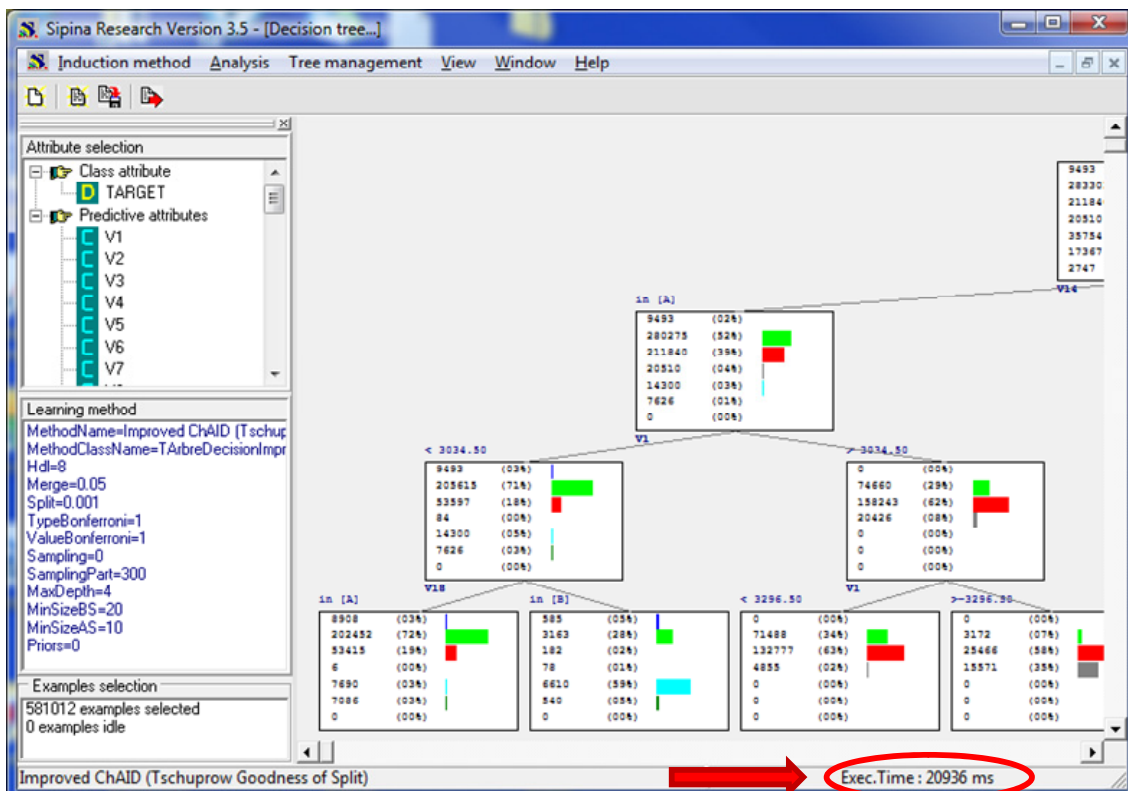 Sipina Research Version 3.5 - [Decision tree...]
Induction method Analysis Tree management View Window Help
Attribute selection
Class attribute
D TARGET
Predictive attributes
C V1
C V2
C V3
C V4
C V5
C V6
C V7
Learning method
MethodName=Improved ChAID (Tschup
MethodClassName=TArbreDecisionImpr
Hdl=8
Merge=0.05
Split=0.001
TypeBonferroni=1
ValueBonferroni=1
Sampling=0
SamplingPart=300
MaxDepth=4
MinSizeBS=20
MinSizeAS=10
Priors=0
Examples selection
581012 examples selected
0 examples idle
9493
28330
21184
20510
35754
17367
2747
V14
in [A]
9493 (02%)
280275 (52%)
211840 (39%)
20510 (04%)
14300 (03%)
7626 (01%)
0 (00%)
V1
< 3034.50
9493 (03%)
205615 (71%)
53597 (18%)
84 (00%)
14300 (05%)
7626 (03%)
0 (00%)
V18
>=3034.50
0 (00%)
74660 (29%)
158243 (62%)
20426 (08%)
0 (00%)
0 (00%)
0 (00%)
V1
in [A]
8908 (03%)
202452 (72%)
53415 (19%)
6 (00%)
7690 (03%)
7086 (03%)
0 (00%)
in [B]
585 (05%)
3163 (28%)
182 (02%)
78 (01%)
6610 (59%)
540 (05%)
0 (00%)
< 3296.50
0 (00%)
71488 (34%)
132777 (63%)
4855 (02%)
0 (00%)
0 (00%)
0 (00%)
>=3296.50
0 (00%)
3172 (07%)
25466 (58%)
15571 (35%)
0 (00%)
0 (00%)
0 (00%)
Improved ChAID (Tschuprow Goodness of Split)
Exec.Time : 20936 ms